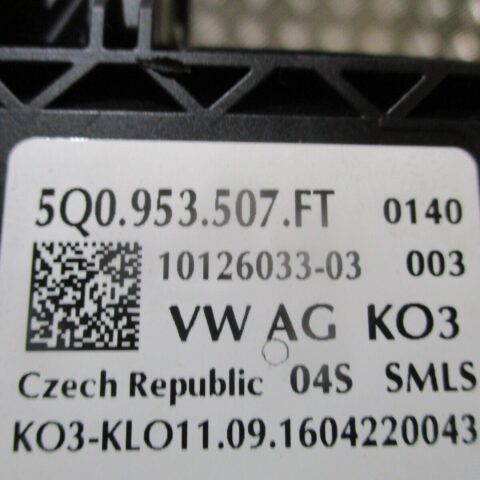 5Q0.953.507.FT 0140
10126033-03 003
VW AG KO3
Czech Republic 04S SMLS
KO3-KLO11.09.1604220043